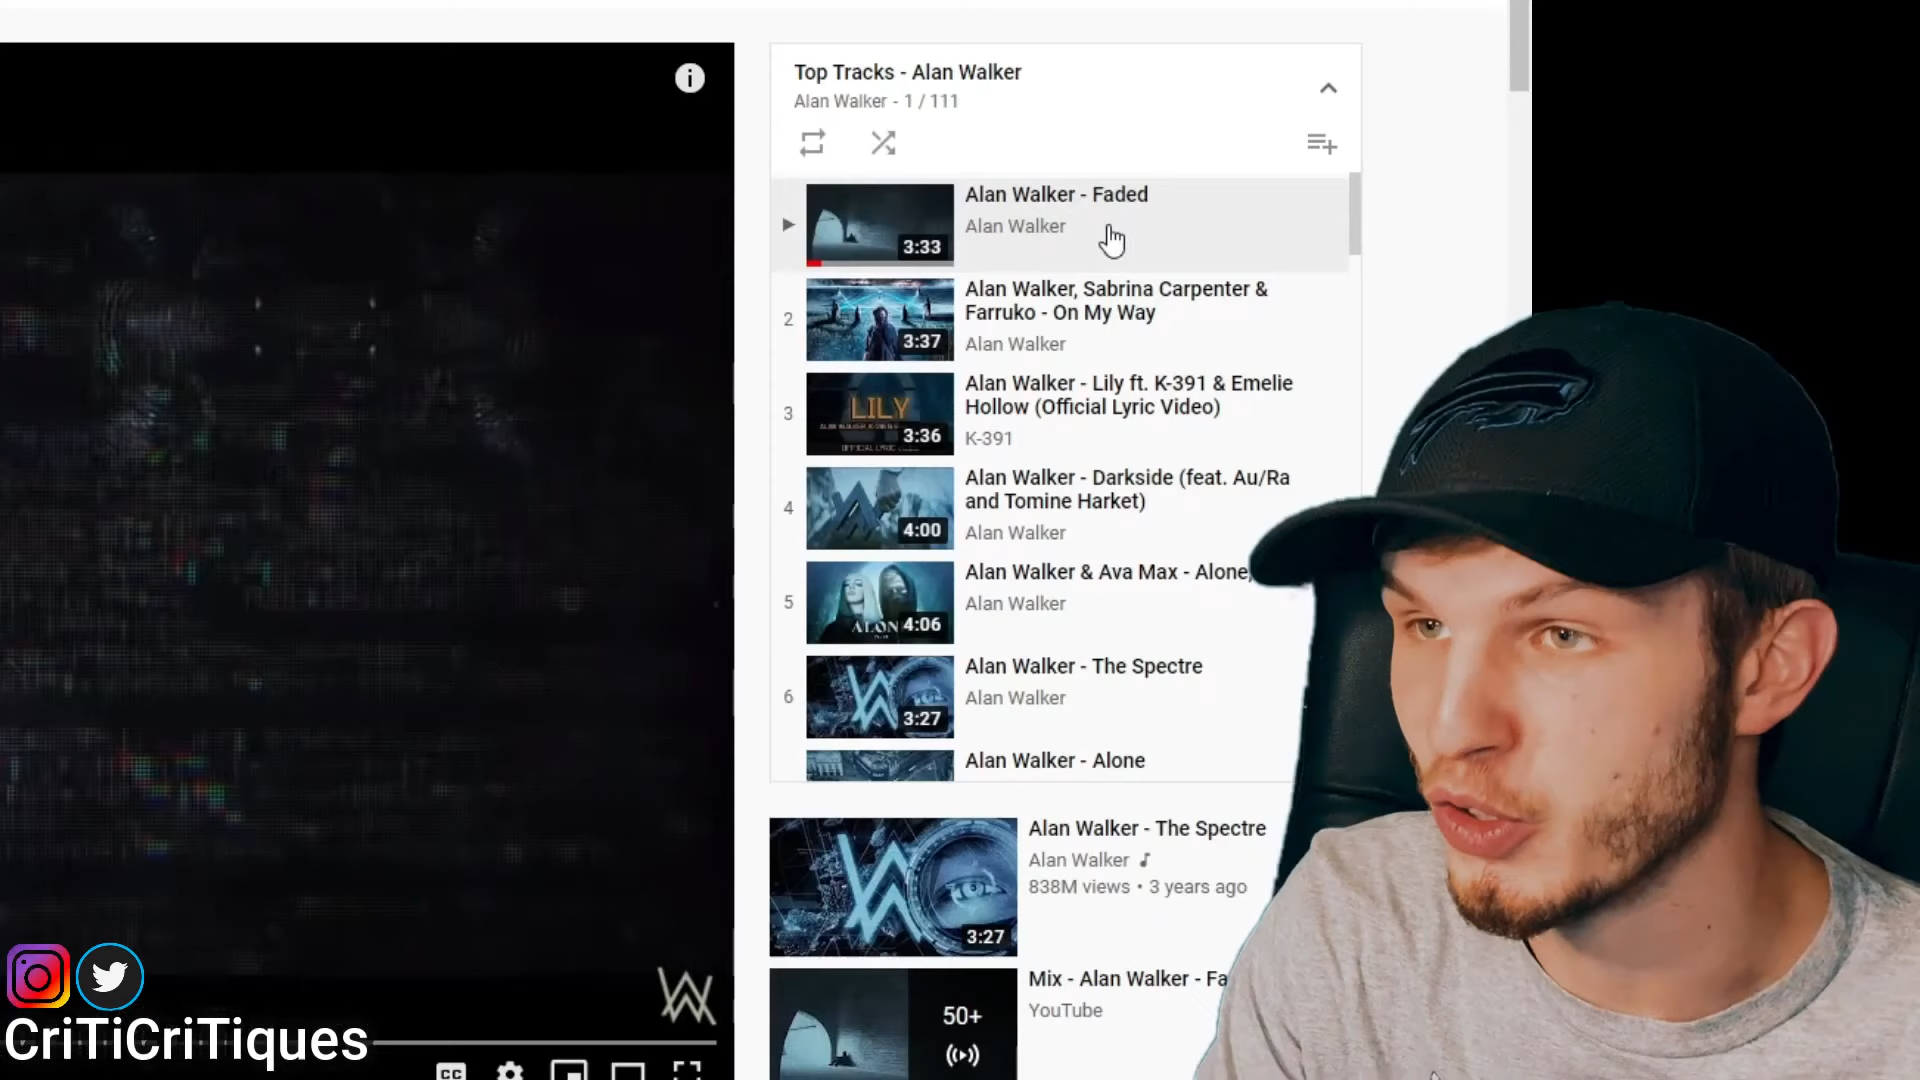 Top Tracks - Alan Walker
Alan Walker - 1 / 111
Alan Walker - Faded
Alan Walker
3:33
2
Alan Walker, Sabrina Carpenter &
Farruko - On My Way
Alan Walker
3:37
3
Alan Walker - Lily ft. K-391 & Emelie
Hollow (Official Lyric Video)
K-391
LILY
3:36
4
Alan Walker - Darkside (feat. Au/Ra
and Tomine Harket)
Alan Walker
4:00
5
Alan Walker & Ava Max - Alone,
Alan Walker
4:06
6
Alan Walker - The Spectre
Alan Walker
3:27
Alan Walker - Alone
Alan Walker - The Spectre
Alan Walker
838M views • 3 years ago
3:27
Mix - Alan Walker - Fa
YouTube
50+
CriTiCriTiques
CC